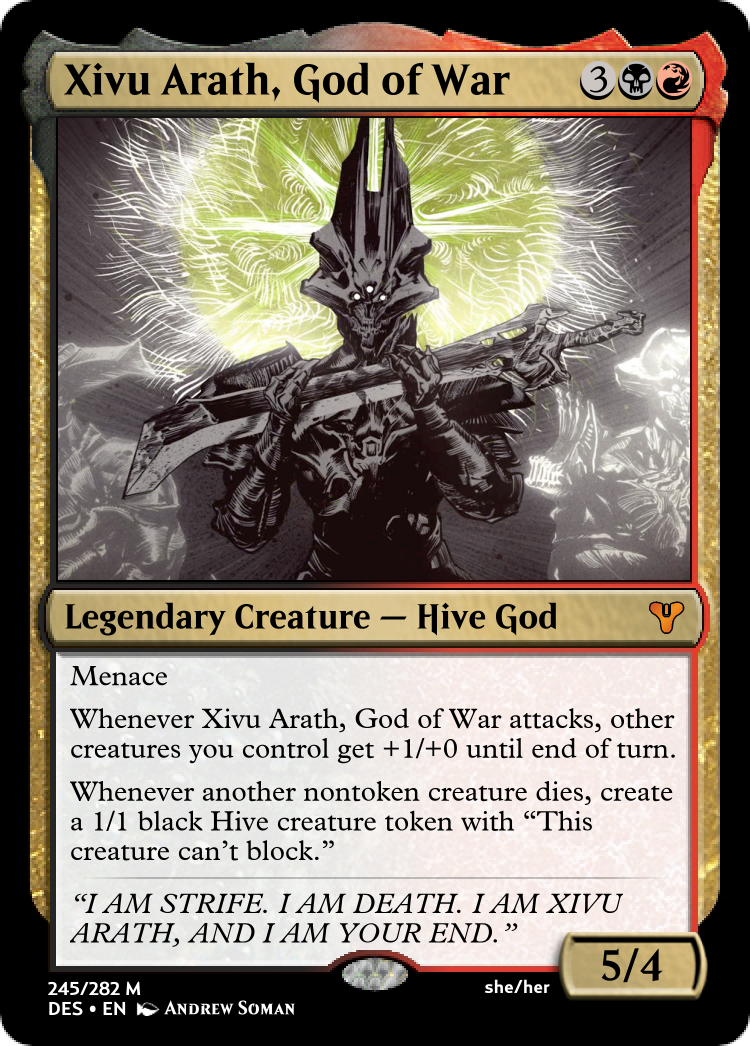 Xivu Arath, God of War 3
Legendary Creature — Hive God
Menace
Whenever Xivu Arath, God of War attacks, other
creatures you control get +1/+0 until end of turn.
Whenever another nontoken creature dies, create
a 1/1 black Hive creature token with “This
creature can’t block.”
“I AM STRIFE. I AM DEATH. I AM XIVU
ARATH, AND I AM YOUR END.”
5/4
245/282 M
she/her
DES • EN Andrew Soman